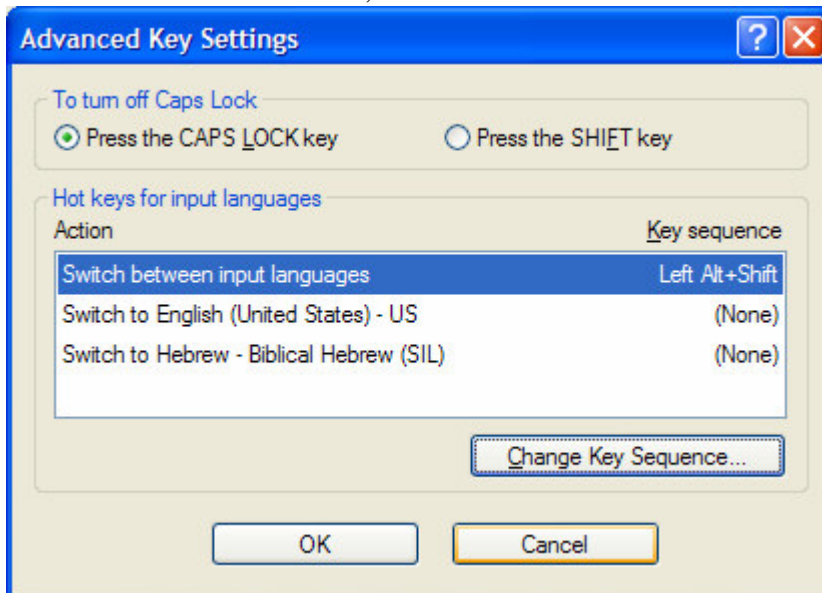 Advanced Key Settings
To turn off Caps Lock
Press the CAPS LOCK key Press the SHIFT key
Hot keys for input languages
Action Key sequence
Switch between input languages Left Alt+Shift
Switch to English (United States) - US (None)
Switch to Hebrew - Biblical Hebrew (SIL) (None)
Change Key Sequence...
OK Cancel